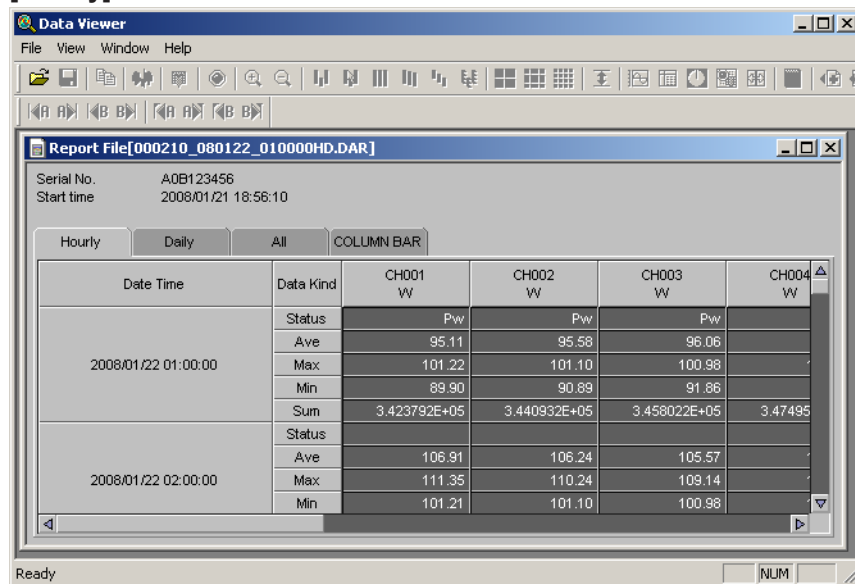 Data Viewer
File View Window Help
Report File[000210_080122_010000HD.DAR]
Serial No. A0B123456
Start time 2008/01/21 18:56:10
Hourly Daily All COLUMN BAR
Date Time Data Kind CH001 CH002 CH003 CH004
W W W W
Status Pw Pw Pw
Ave 95.11 95.58 96.06
2008/01/22 01:00:00 Max 101.22 101.10 100.98
Min 89.90 90.89 91.86
Sum 3.423792E+05 3.440932E+05 3.458022E+05 3.47495
Status
Ave 106.91 106.24 105.57
2008/01/22 02:00:00 Max 111.35 110.24 109.14
Min 101.21 101.10 100.98
Ready NUM